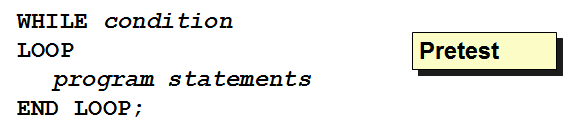 WHILE condition
LOOP
program statements
END LOOP;
Pretest